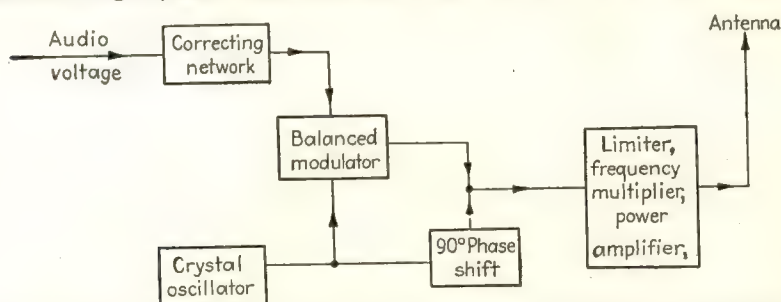 Antenna
Audio
voltage
Correcting
network
Balanced
modulator
Limiter,
frequency
multiplier,
power
amplifier,
90° Phase
shift
Crystal
oscillator